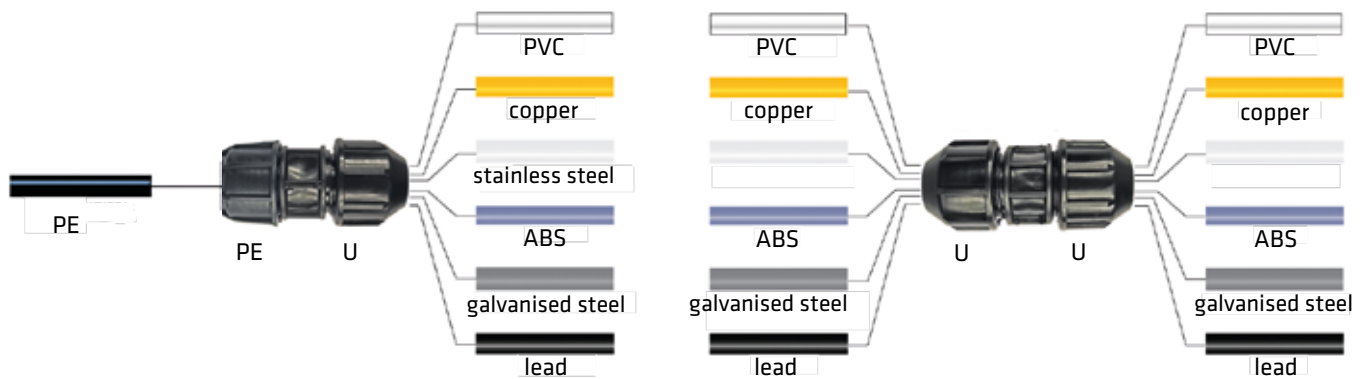 PVC
copper
stainless steel
PE
ABS
PE
U
galvanised steel
lead
PVC
copper
ABS
galvanised steel
lead
U
U
PVC
copper
ABS
galvanised steel
lead